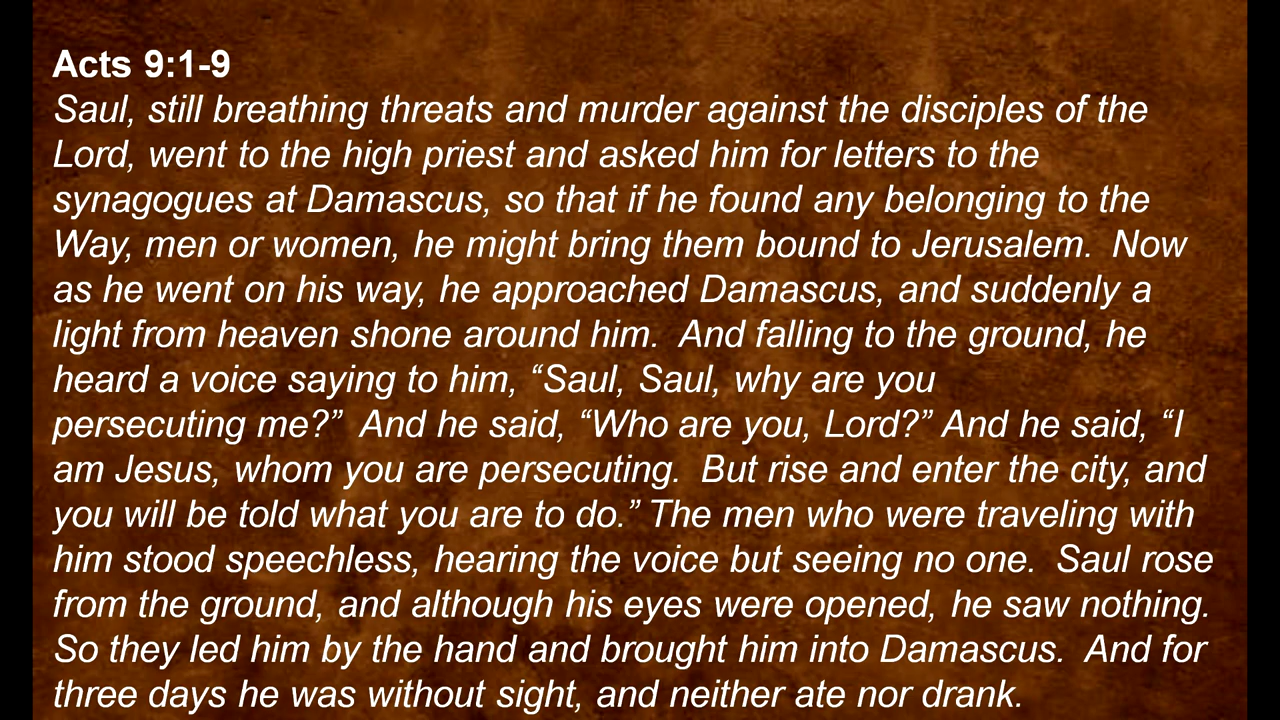 Acts 9:1-9
Saul, still breathing threats and murder against the disciples of the
Lord, went to the high priest and asked him for letters to the
synagogues at Damascus, so that if he found any belonging to the
Way, men or women, he might bring them bound to Jerusalem.  Now
as he went on his way, he approached Damascus, and suddenly a
light from heaven shone around him.  And falling to the ground, he
heard a voice saying to him, “Saul, Saul, why are you
persecuting me?”  And he said, “Who are you, Lord?” And he said, “I
am Jesus, whom you are persecuting.  But rise and enter the city, and
you will be told what you are to do.” The men who were traveling with
him stood speechless, hearing the voice but seeing no one.  Saul rose
from the ground, and although his eyes were opened, he saw nothing.
So they led him by the hand and brought him into Damascus.  And for
three days he was without sight, and neither ate nor drank.